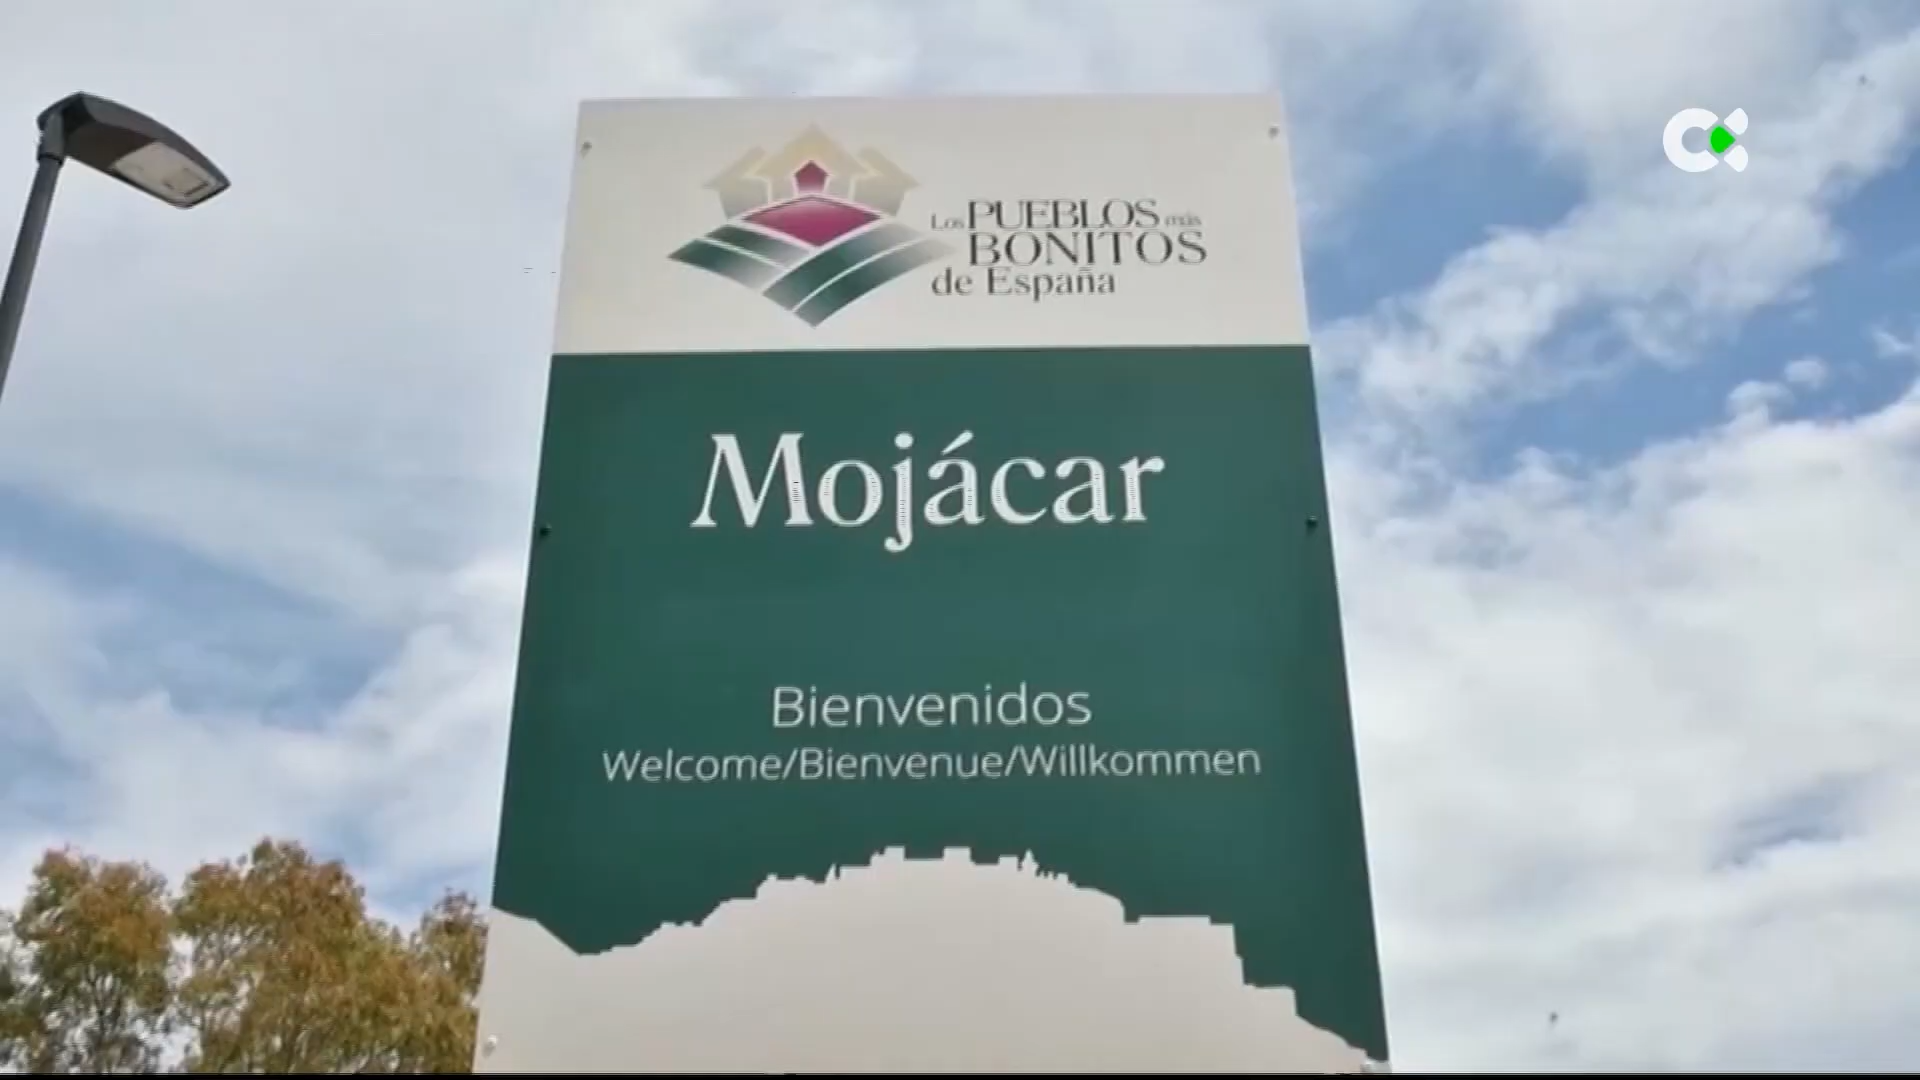 Los PUEBLOS más
BONITOS
de España
Mojácar
Bienvenidos
Welcome/Bienvenue/Willkommen